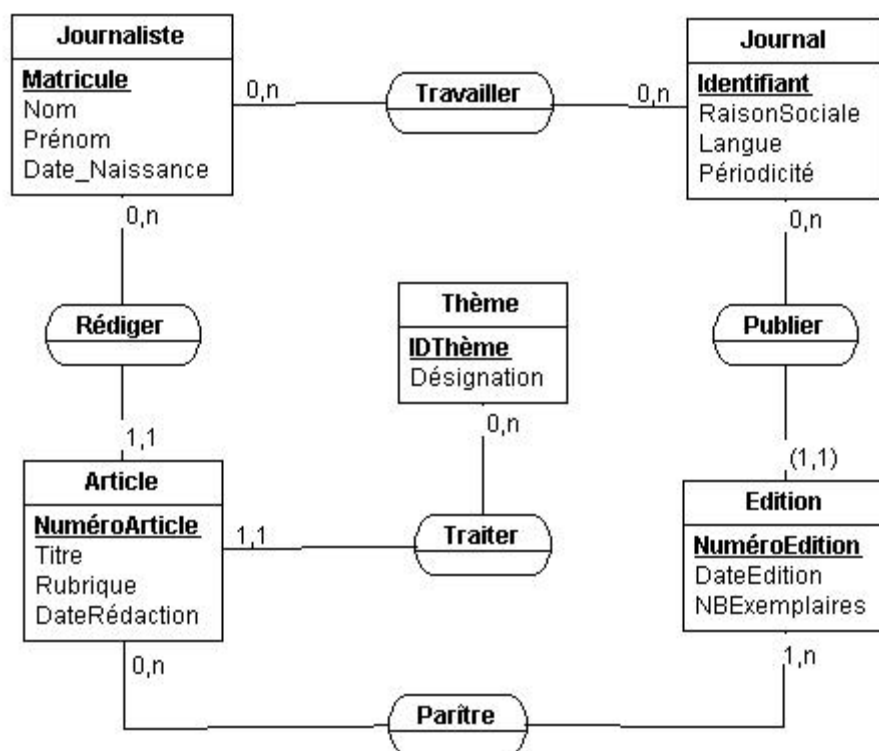 Journaliste
Matricule
Nom
Prénom
Date_Naissance
0,n
Travailler
0,n
Journal
Identifiant
RaisonSociale
Langue
Périodicité
0,n
0,n
Rédiger
Thème
IDThème
Désignation
0,n
Publier
1,1
(1,1)
Article
NuméroArticle
Titre
Rubrique
DateRédaction
1,1
Traiter
Edition
NuméroEdition
DateEdition
NBExemplaires
0,n
1,n
Parître